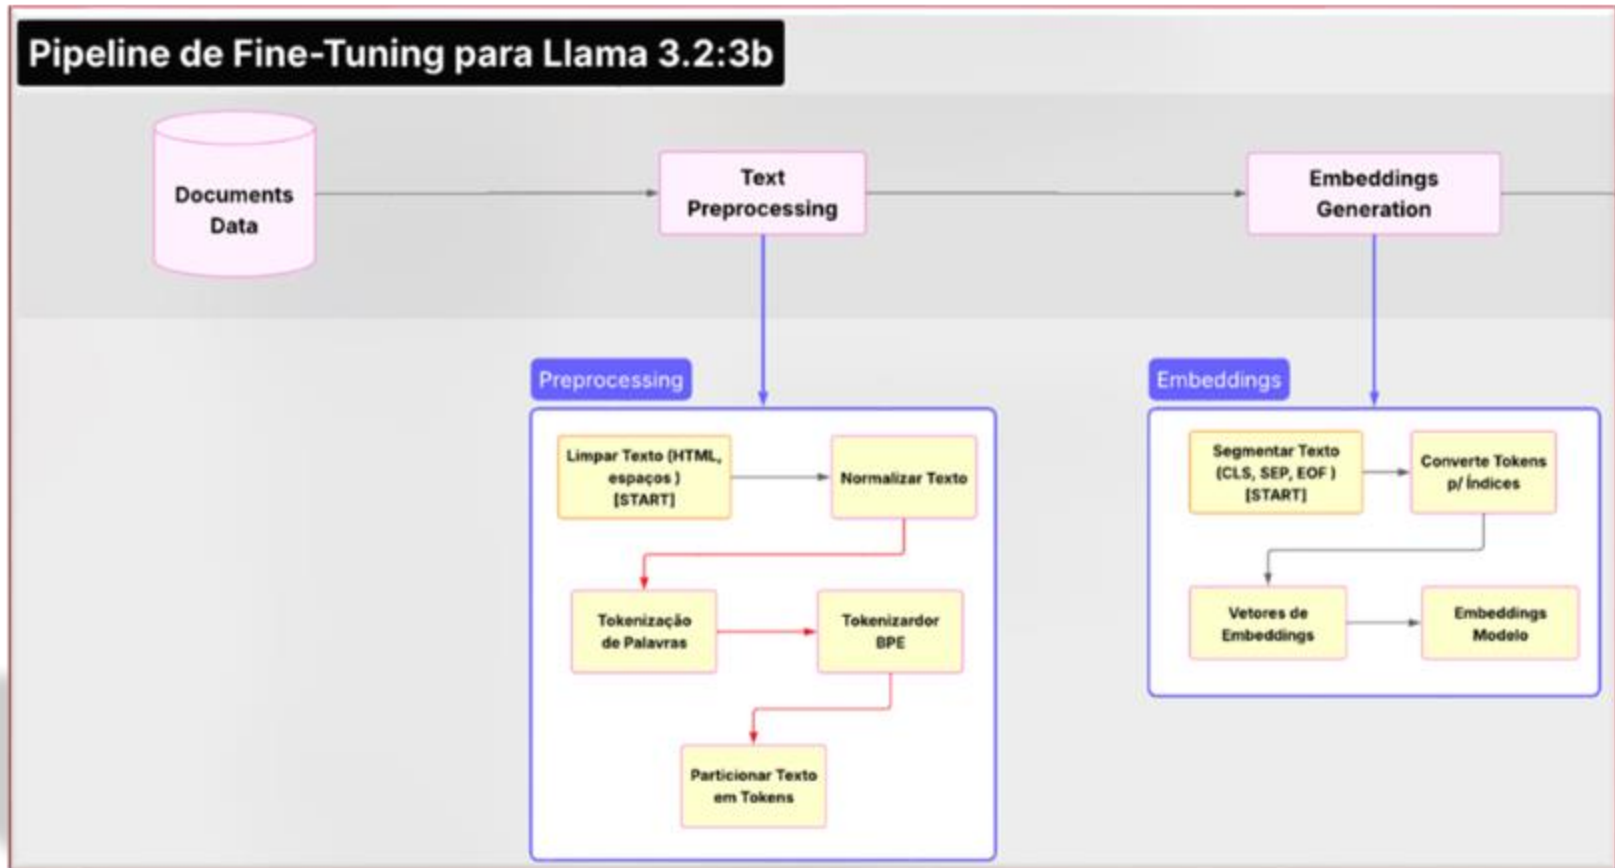 Pipeline de Fine-Tuning para Llama 3.2:3b
Documents
Data
Text
Preprocessing
Embeddings
Generation
Preprocessing
Limpar Texto (HTML,
espaços )
[START]
Normalizar Texto
Tokenização
de Palavras
Tokenizardor
BPE
Particionar Texto
em Tokens
Embeddings
Segmentar Texto
(CLS, SEP, EOF )
[START]
Converte Tokens
p/ Índices
Vetores de
Embeddings
Embeddings
Modelo